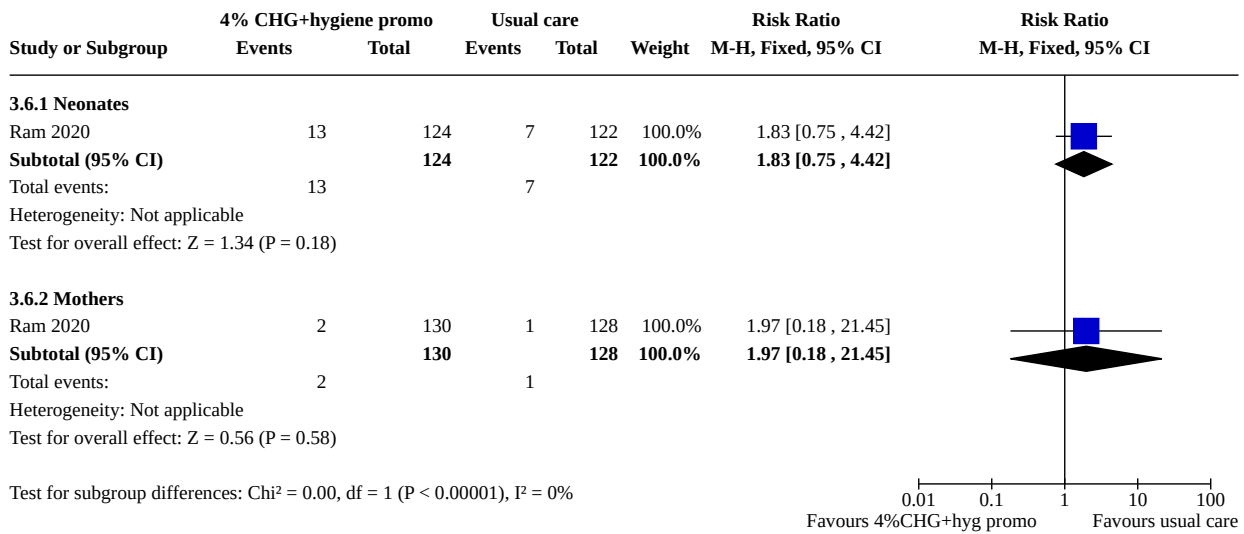 4% CHG+hygiene promo Usual care Risk Ratio Risk Ratio
Study or Subgroup Events Total Events Total Weight M-H, Fixed, 95% CI M-H, Fixed, 95% CI
3.6.1 Neonates
Ram 2020 13 124 7 122 100.0% 1.83 [0.75 , 4.42]
Subtotal (95% CI) 124 122 100.0% 1.83 [0.75 , 4.42]
Total events: 13 7
Heterogeneity: Not applicable
Test for overall effect: Z = 1.34 (P = 0.18)
3.6.2 Mothers
Ram 2020 2 130 1 128 100.0% 1.97 [0.18 , 21.45]
Subtotal (95% CI) 130 128 100.0% 1.97 [0.18 , 21.45]
Total events: 2 1
Heterogeneity: Not applicable
Test for overall effect: Z = 0.56 (P = 0.58)
Test for subgroup differences: Chi² = 0.00, df = 1 (P < 0.00001), I² = 0%
0.01 0.1 1 10 100
Favours 4%CHG+hyg promo Favours usual care